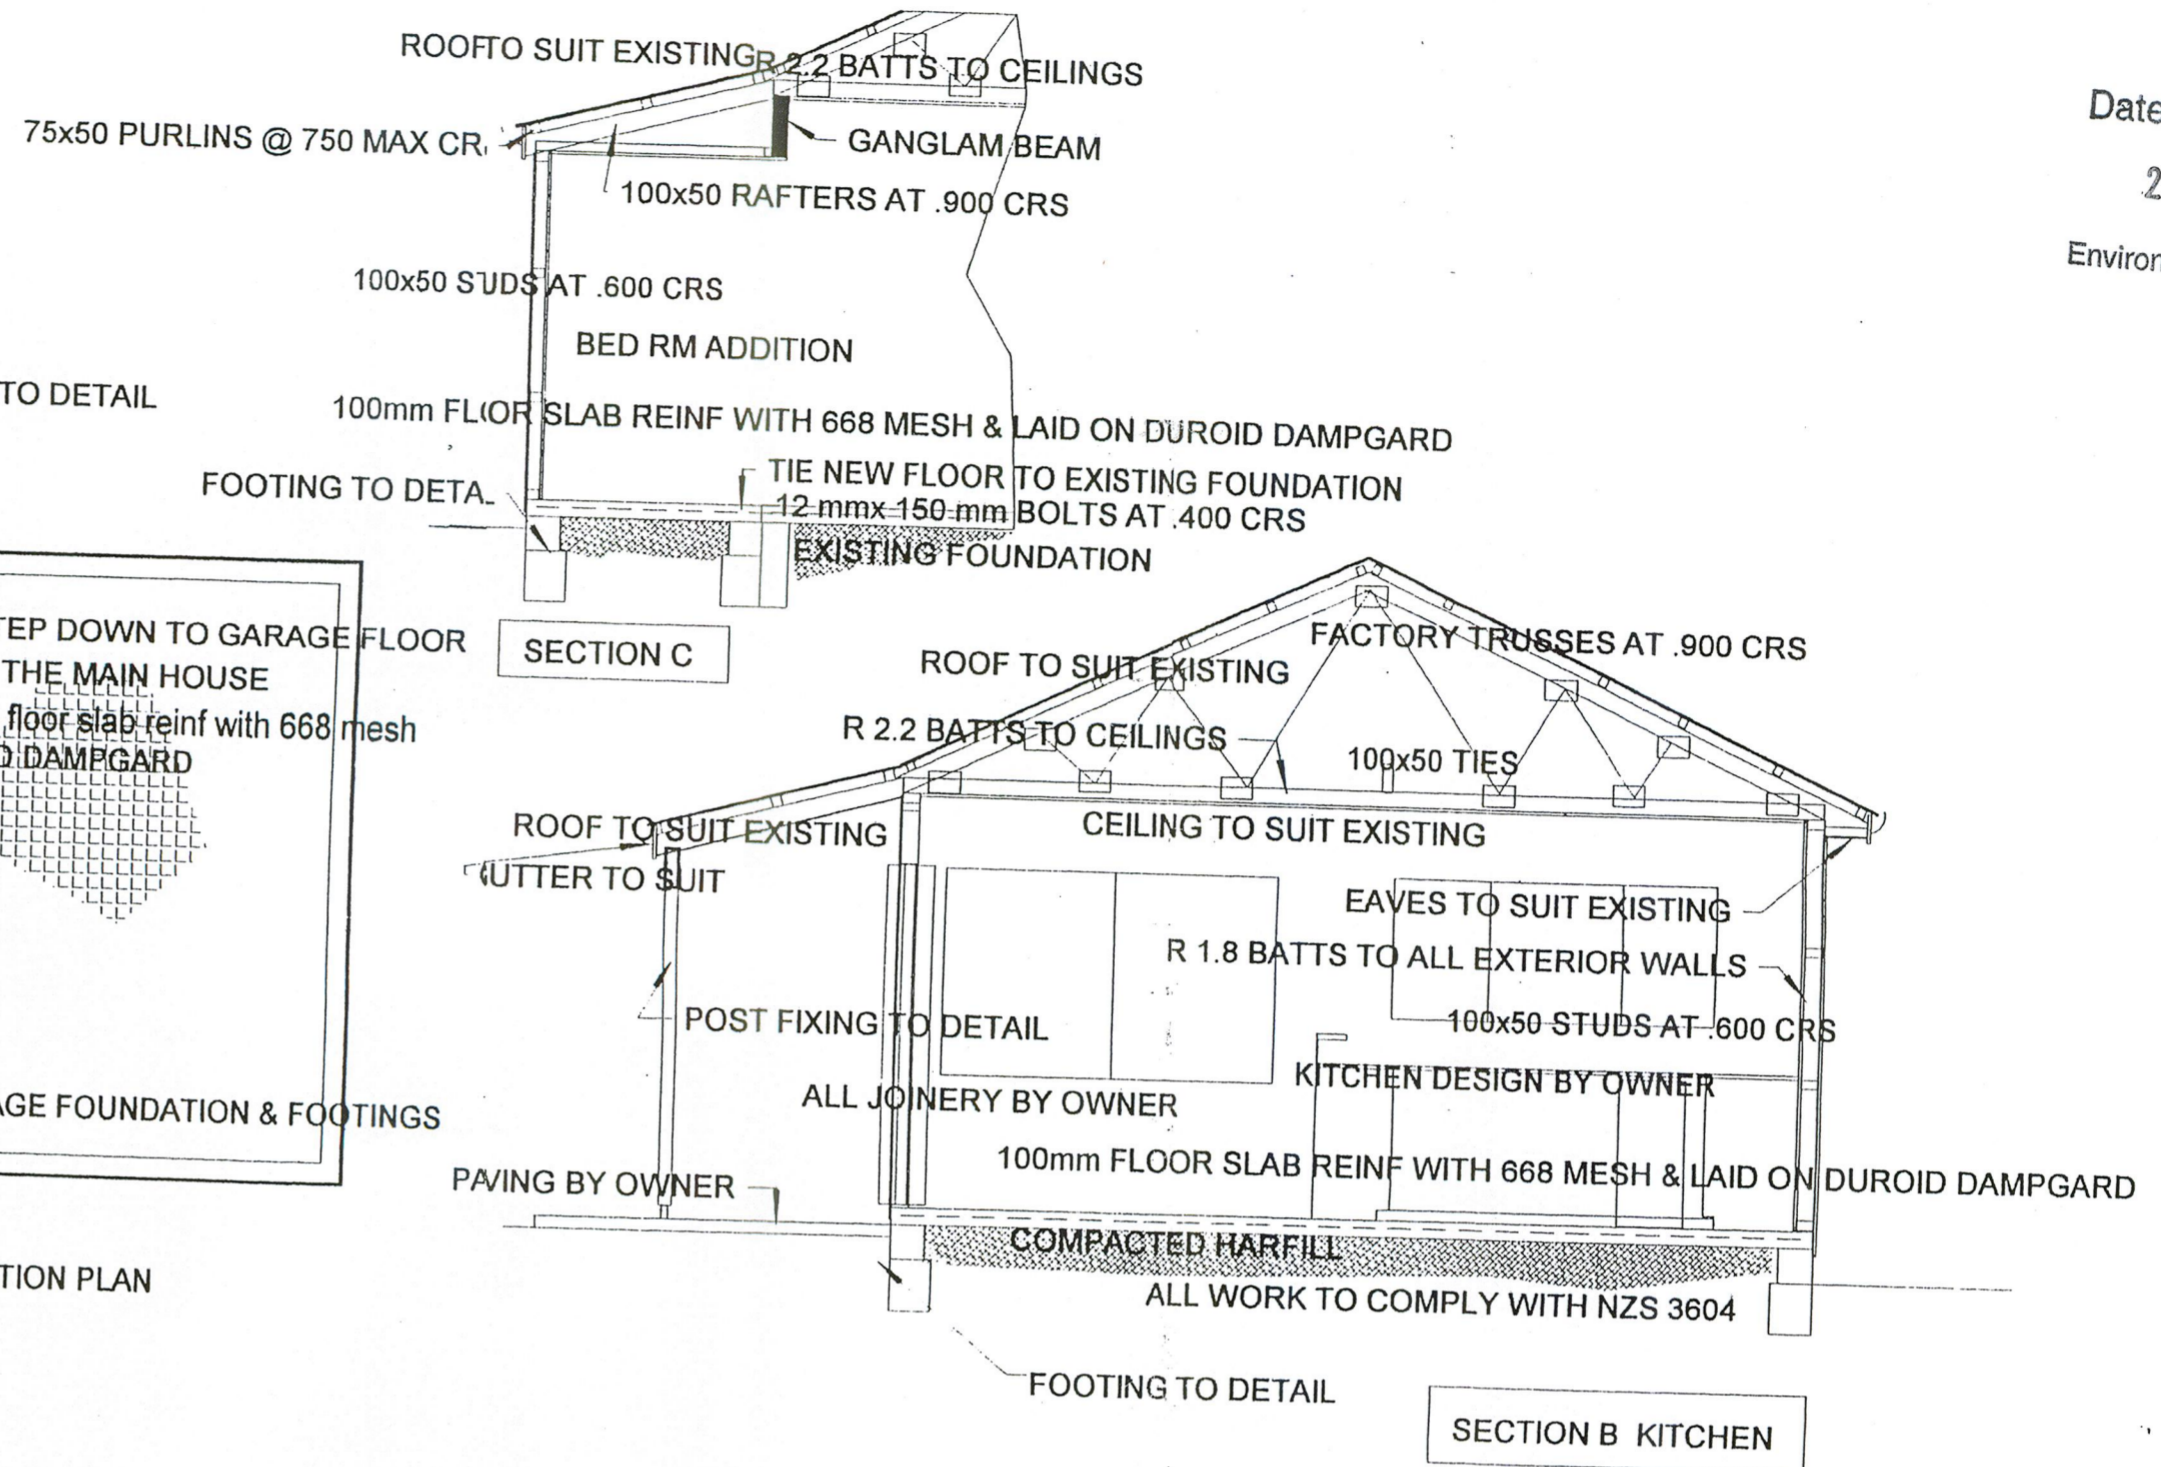 ROOF TO SUIT EXISTING
R 2.2 BATTS TO CEILINGS
75x50 PURLINS @ 750 MAX CR
GANGLAM BEAM
100x50 RAFTERS AT .900 CRS
100x50 STUDS AT .600 CRS
BED RM ADDITION
TO DETAIL
100mm FLOOR SLAB REINF WITH 668 MESH & LAID ON DUROID DAMPGARD
FOOTING TO DETA
TIE NEW FLOOR TO EXISTING FOUNDATION
12 mmx 150 mm BOLTS AT .400 CRS
EXISTING FOUNDATION
SECTION C
Date
2
Environ
TEP DOWN TO GARAGE FLOOR
THE MAIN HOUSE
floor slab reinf with 668 mesh
D DAMPGARD
AGE FOUNDATION & FOOTINGS
TION PLAN
FACTORY TRUSSES AT .900 CRS
ROOF TO SUIT EXISTING
R 2.2 BATTS TO CEILINGS
100x50 TIES
ROOF TO SUIT EXISTING
CEILING TO SUIT EXISTING
GUTTER TO SUIT
EAVES TO SUIT EXISTING
R 1.8 BATTS TO ALL EXTERIOR WALLS
POST FIXING TO DETAIL
100x50 STUDS AT .600 CRS
KITCHEN DESIGN BY OWNER
ALL JOINERY BY OWNER
100mm FLOOR SLAB REINF WITH 668 MESH & LAID ON DUROID DAMPGARD
PAVING BY OWNER
COMPACTED HARFILL
ALL WORK TO COMPLY WITH NZS 3604
FOOTING TO DETAIL
SECTION B KITCHEN